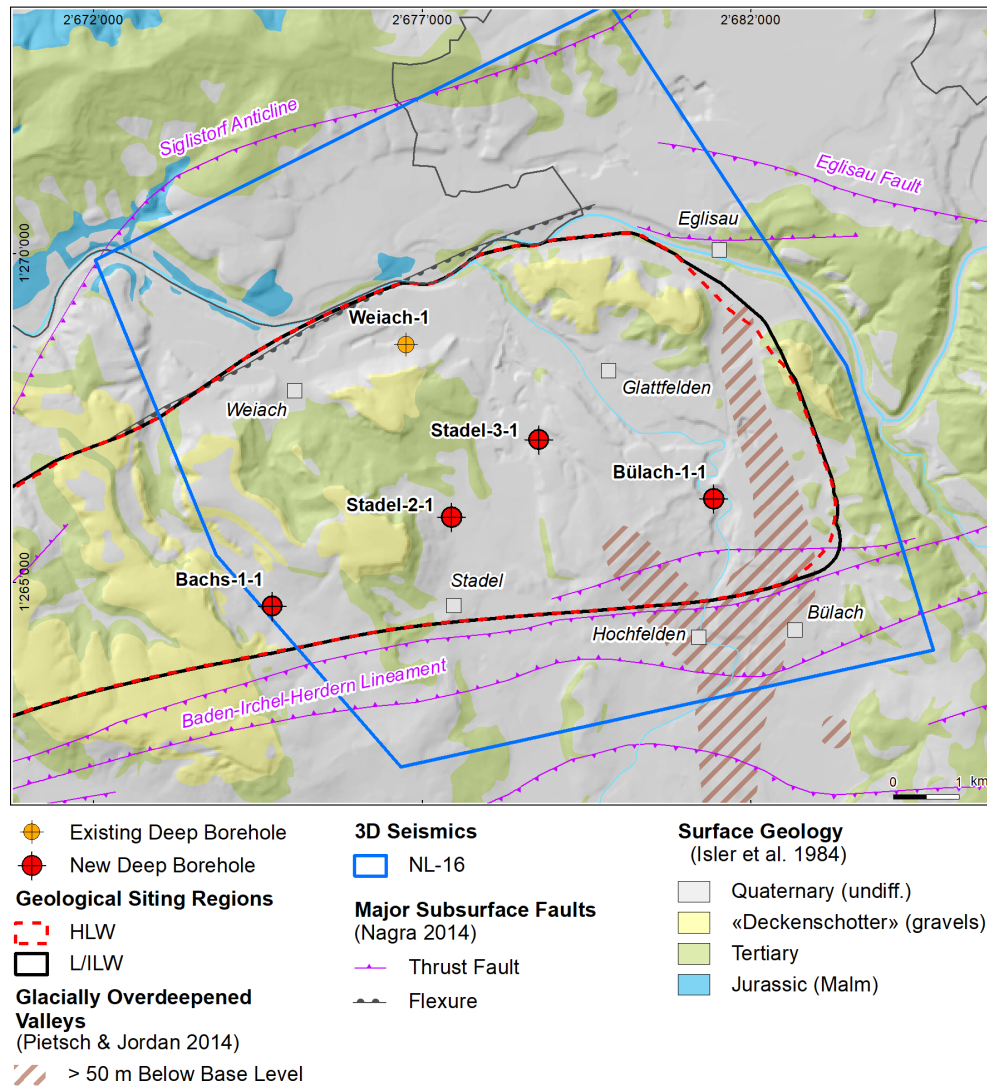 2'672'000
2'677'000
2'682'000
Siglistorf Anticline
Eglisau Fault
Eglisau
1'270'000
Weiach-1
Weiach
Glattfelden
Stadel-3-1
Bülach-1-1
Stadel-2-1
1'265'000
Bachs-1-1
Stadel
Hochfelden
Bülach
Baden-Irchel-Herdern Lineament
0 1 km
Existing Deep Borehole
New Deep Borehole
Geological Siting Regions
HLW
L/ILW
Glacially Overdeepened
Valleys
(Pietsch & Jordan 2014)
> 50 m Below Base Level
3D Seismics
NL-16
Major Subsurface Faults
(Nagra 2014)
Thrust Fault
Flexure
Surface Geology
(Isler et al. 1984)
Quaternary (undiff.)
«Deckenschotter» (gravels)
Tertiary
Jurassic (Malm)